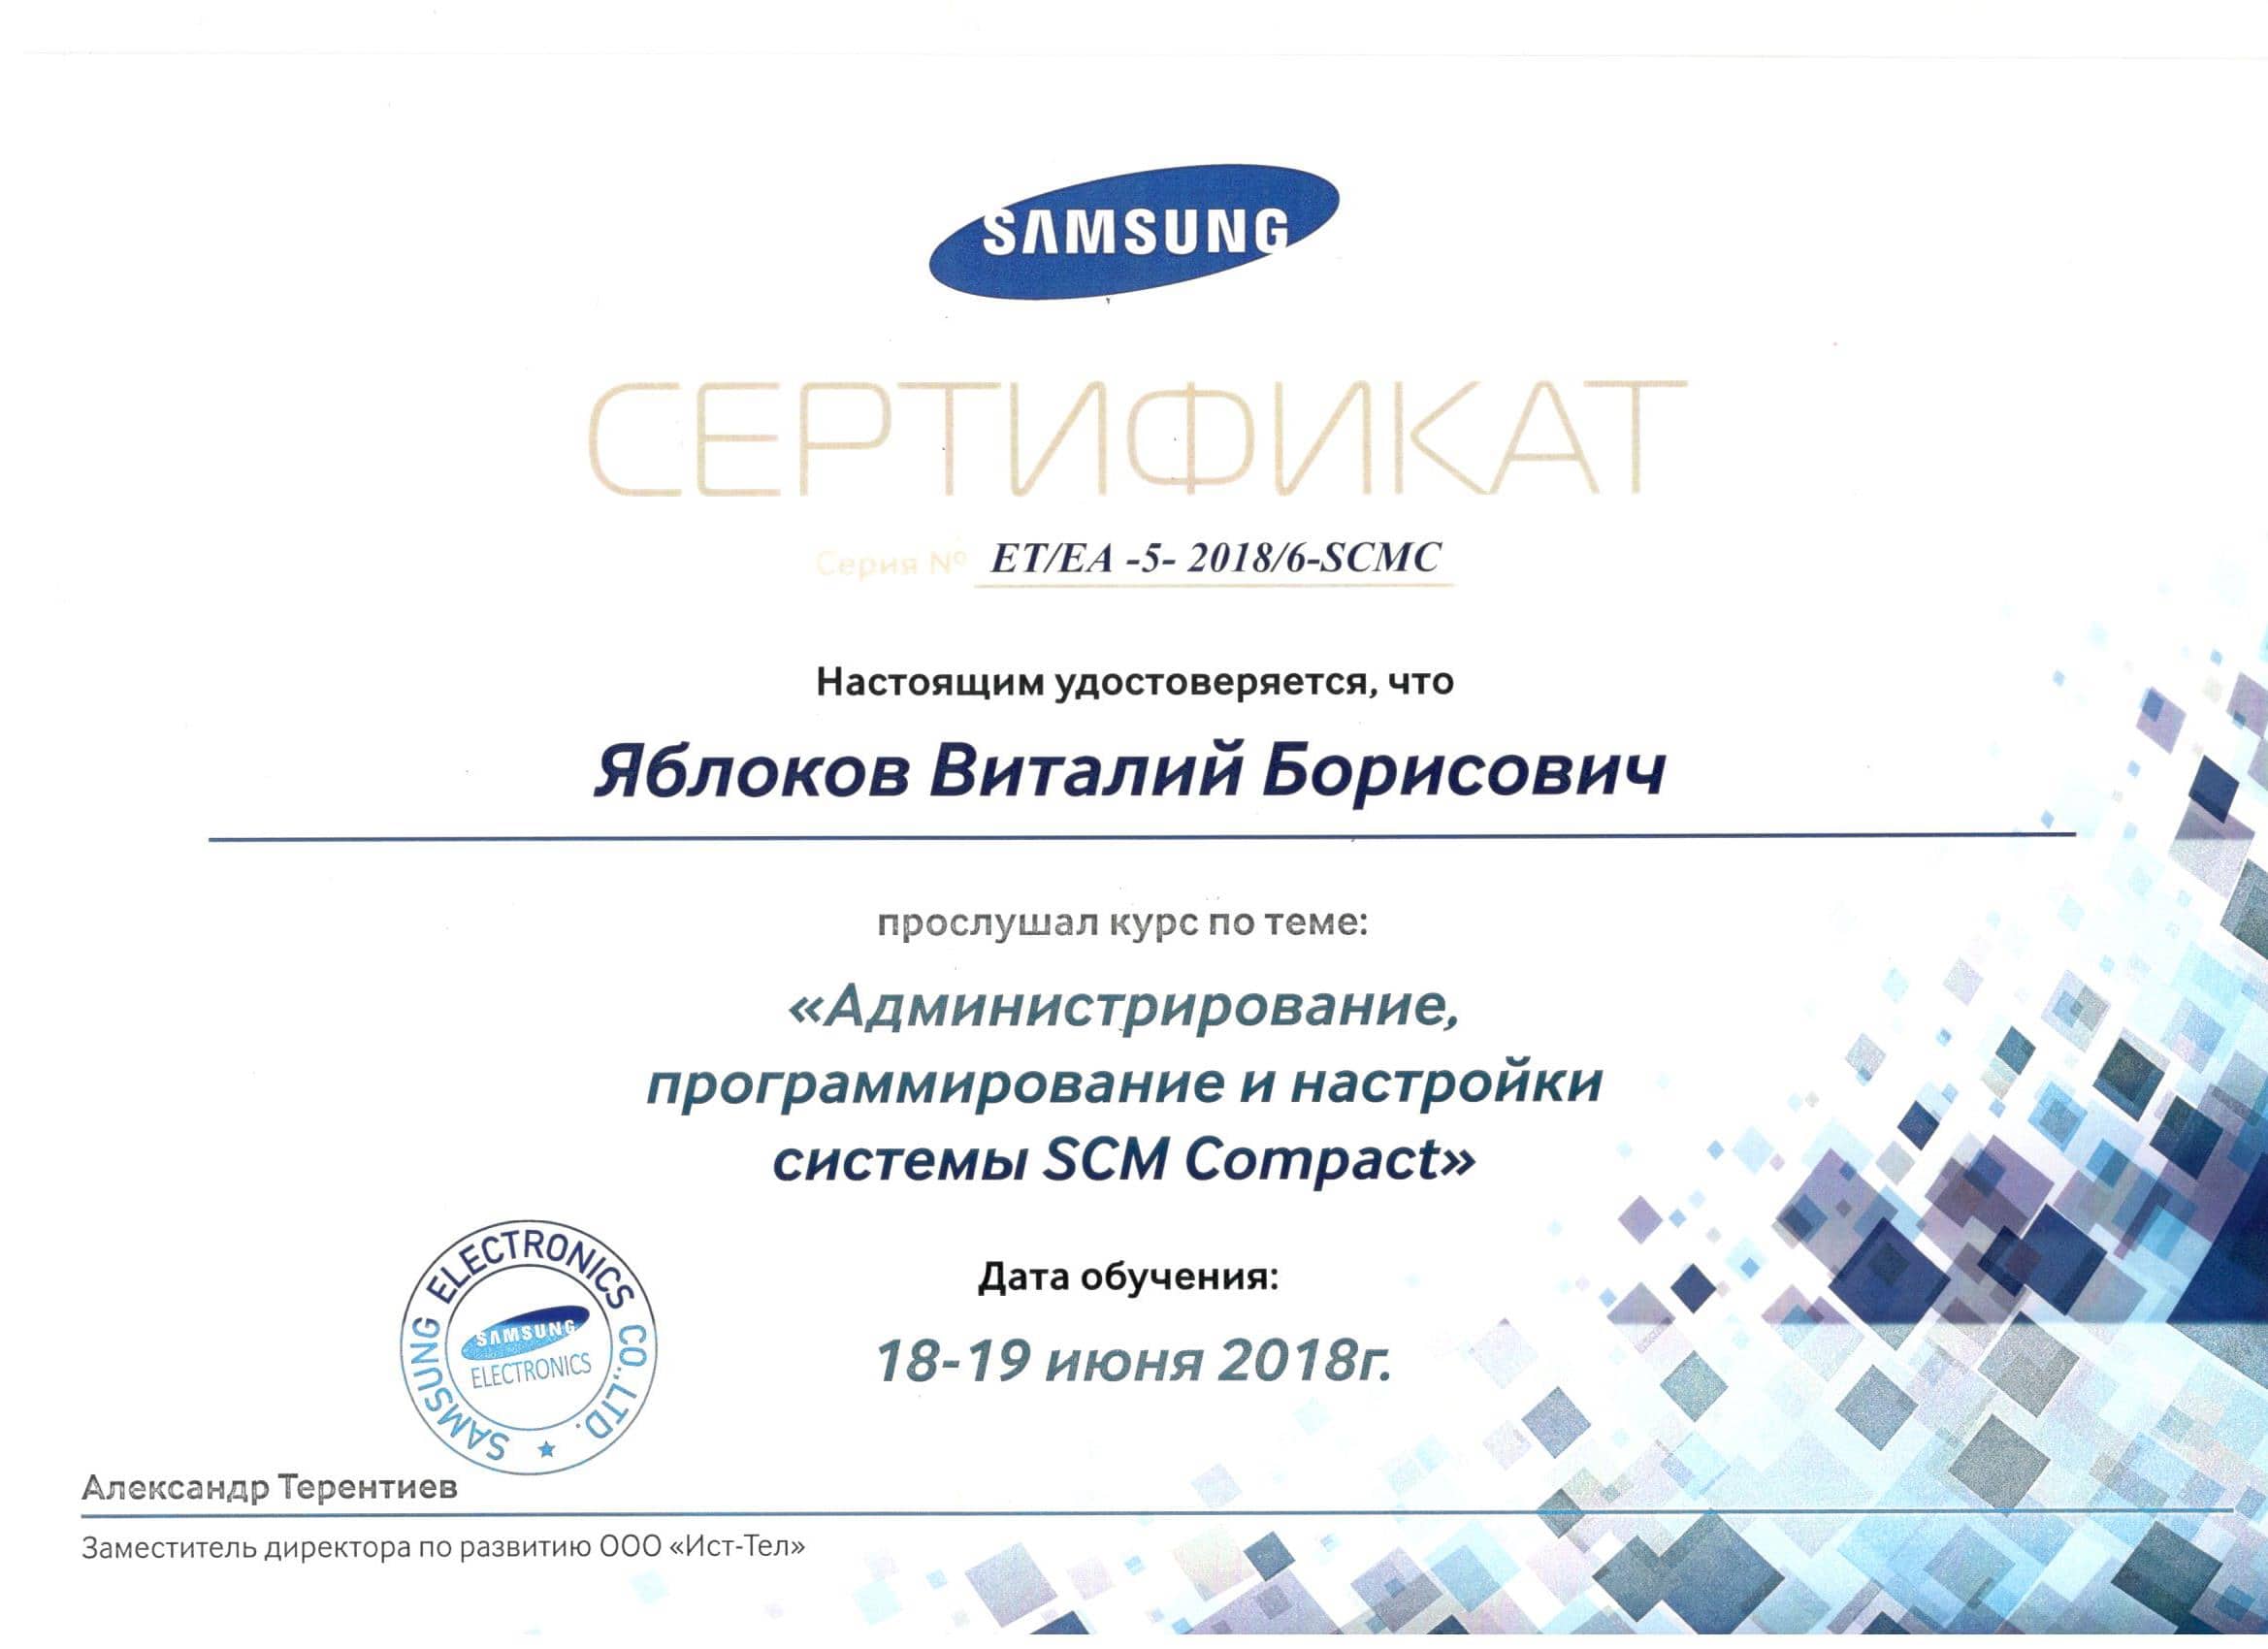 SAMSUNG
СЕРТИФИКАТ
Серия № ET/EA -5- 2018/6-SCMC
Настоящим удостоверяется, что
Яблоков Виталий Борисович
прослушал курс по теме:
«Администрирование,
программирование и настройки
системы SCM Compact»
Дата обучения:
18-19 июня 2018г.
SAMSUNG ELECTRONICS CO.,LTD.
SAMSUNG
ELECTRONICS
Александр Терентиев
Заместитель директора по развитию ООО «Ист-Тел»